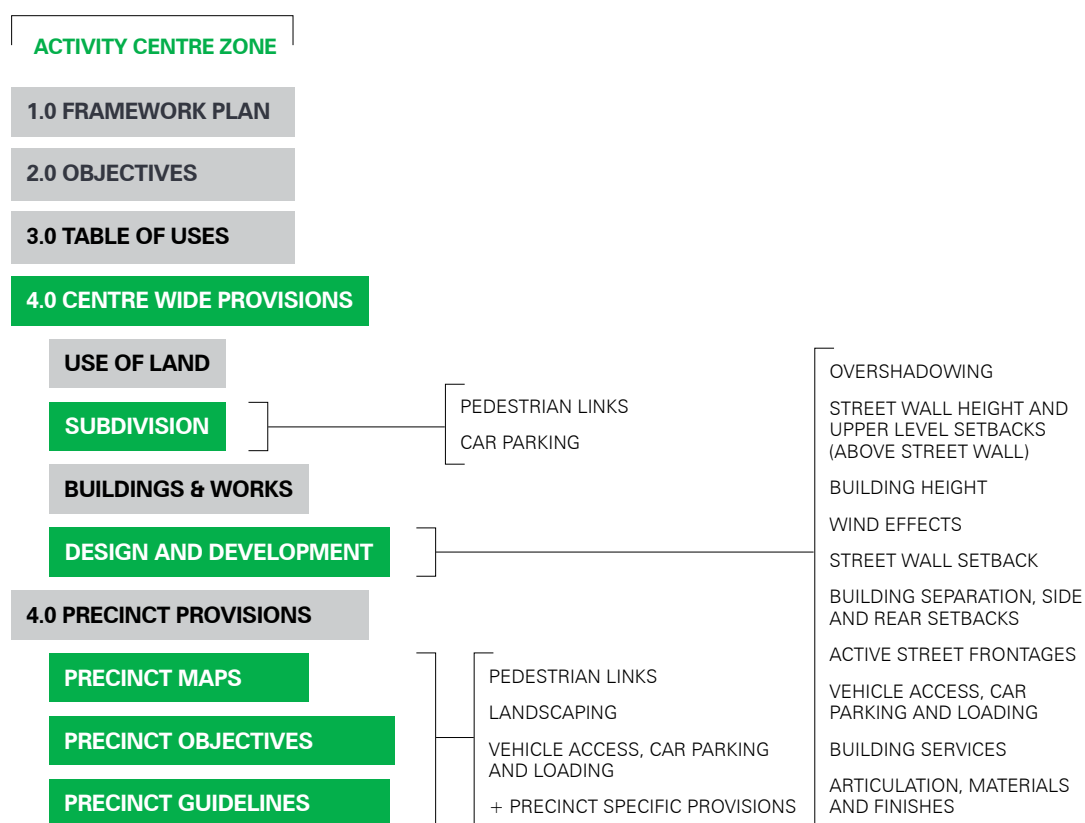 ACTIVITY CENTRE ZONE
1.0 FRAMEWORK PLAN
2.0 OBJECTIVES
3.0 TABLE OF USES
4.0 CENTRE WIDE PROVISIONS
USE OF LAND
SUBDIVISION
PEDESTRIAN LINKS
CAR PARKING
BUILDINGS & WORKS
DESIGN AND DEVELOPMENT
OVERSHADOWING
STREET WALL HEIGHT AND
UPPER LEVEL SETBACKS
(ABOVE STREET WALL)
BUILDING HEIGHT
WIND EFFECTS
STREET WALL SETBACK
BUILDING SEPARATION, SIDE
AND REAR SETBACKS
ACTIVE STREET FRONTAGES
VEHICLE ACCESS, CAR
PARKING AND LOADING
BUILDING SERVICES
ARTICULATION, MATERIALS
AND FINISHES
4.0 PRECINCT PROVISIONS
PRECINCT MAPS
PRECINCT OBJECTIVES
PRECINCT GUIDELINES
PEDESTRIAN LINKS
LANDSCAPING
VEHICLE ACCESS, CAR PARKING
AND LOADING
+ PRECINCT SPECIFIC PROVISIONS